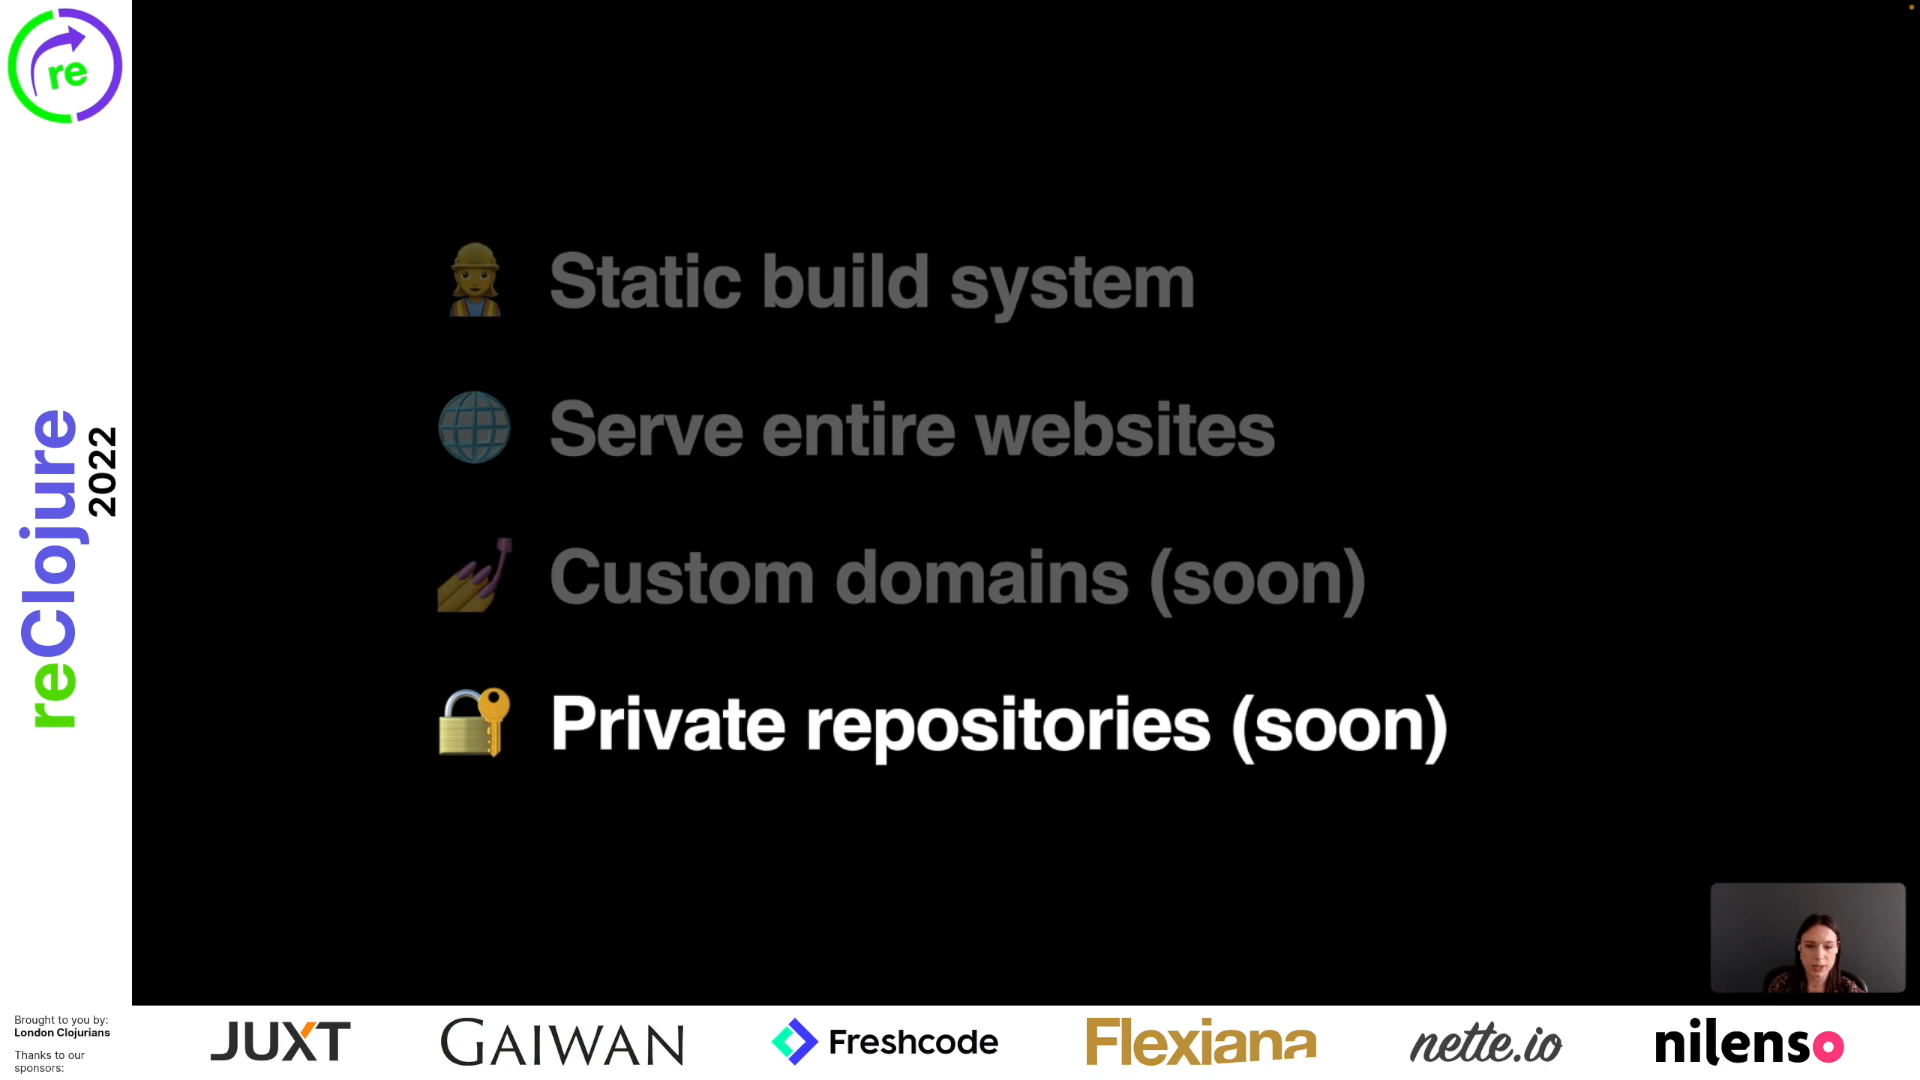 re
reClojure
2022
Static build system
Serve entire websites
Custom domains (soon)
Private repositories (soon)
Brought to you by:
London Clojurians
Thanks to our
sponsors:
JUXT
GAIWAN
Freshcode
Flexiana
nette.io
nilenso